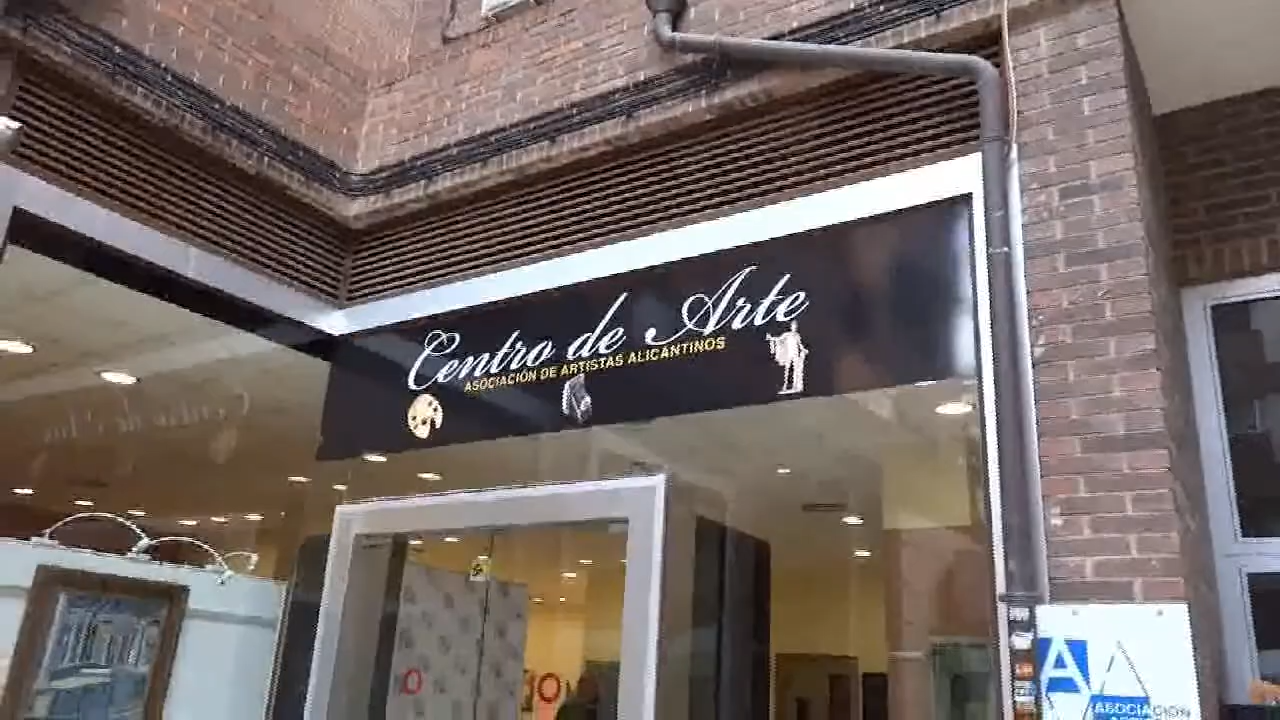 Centro de Arte
ASOCIACIÓN DE ARTISTAS ALICANTINOS
A
ASOCIACIÓN